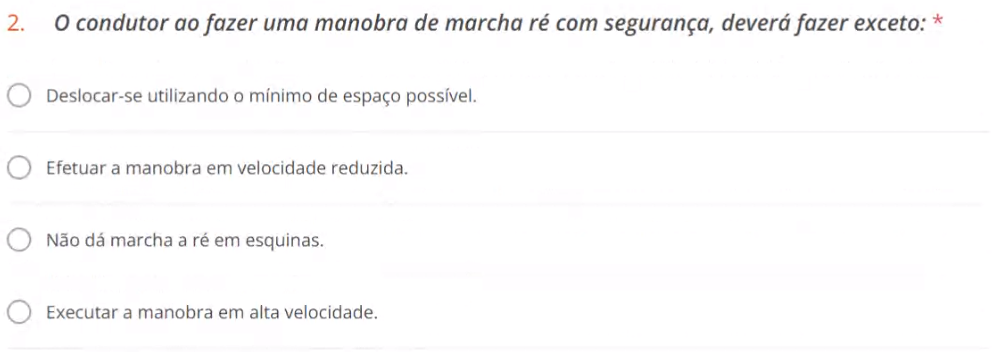 2. O condutor ao fazer uma manobra de marcha ré com segurança, deverá fazer exceto: *
Deslocar-se utilizando o mínimo de espaço possível.
Efetuar a manobra em velocidade reduzida.
Não dá marcha a ré em esquinas.
Executar a manobra em alta velocidade.